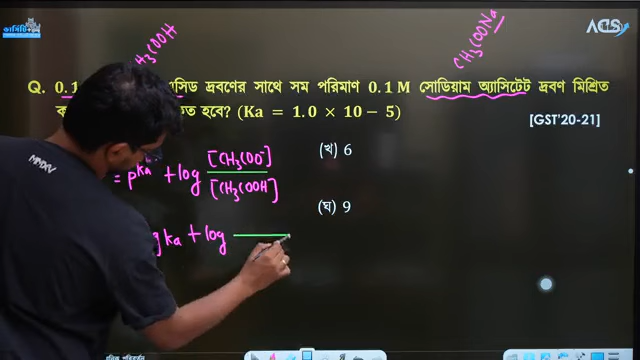 ACS
CH₃COOH
CH₃COONa
Q. 0.1 সিড দ্রবণের সাথে সম পরিমাণ 0.1 M সোডিয়াম অ্যাসিটেট দ্রবণ মিশ্রিত
ত হবে? (Ka = 1.0 × 10 − 5)
[GST'20-21]
= pKa + log [CH₃COO⁻] / [CH₃COOH]
(খ) 6
(ঘ) 9
g Ka + log
MMXV